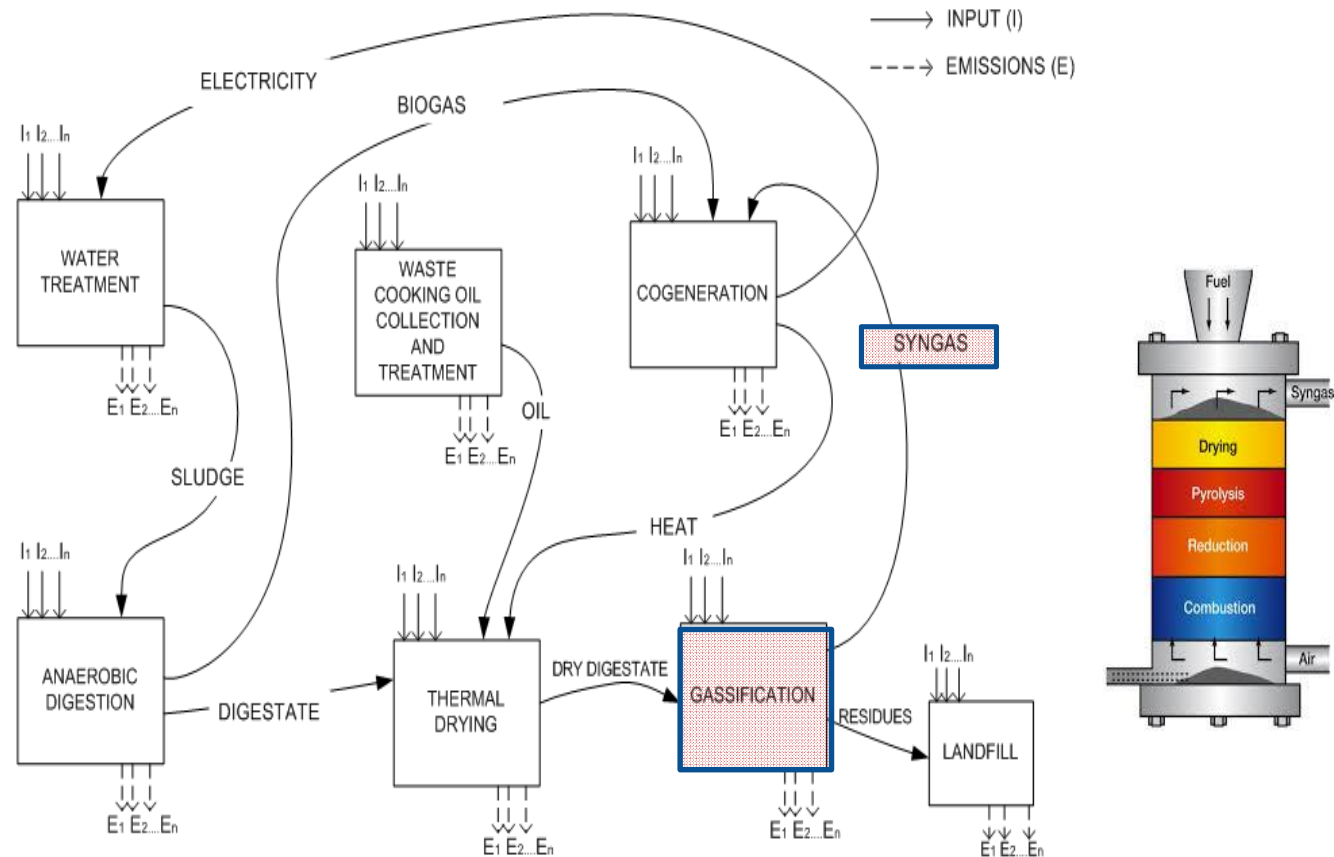 INPUT (I)
EMISSIONS (E)
ELECTRICITY
BIOGAS
I1 I2....In
WATER
TREATMENT
E1 E2....En
I1 I2....In
WASTE
COOKING OIL
COLLECTION
AND
TREATMENT
E1 E2....En
I1 I2....In
COGENERATION
E1 E2....En
SYNGAS
OIL
SLUDGE
HEAT
I1 I2....In
ANAEROBIC
DIGESTION
E1 E2....En
DIGESTATE
I1 I2....In
THERMAL
DRYING
E1 E2....En
DRY DIGESTATE
I1 I2....In
GASSIFICATION
E1 E2....En
RESIDUES
I1 I2....In
LANDFILL
E1 E2....En
Fuel
Syngas
Drying
Pyrolysis
Reduction
Combustion
Air